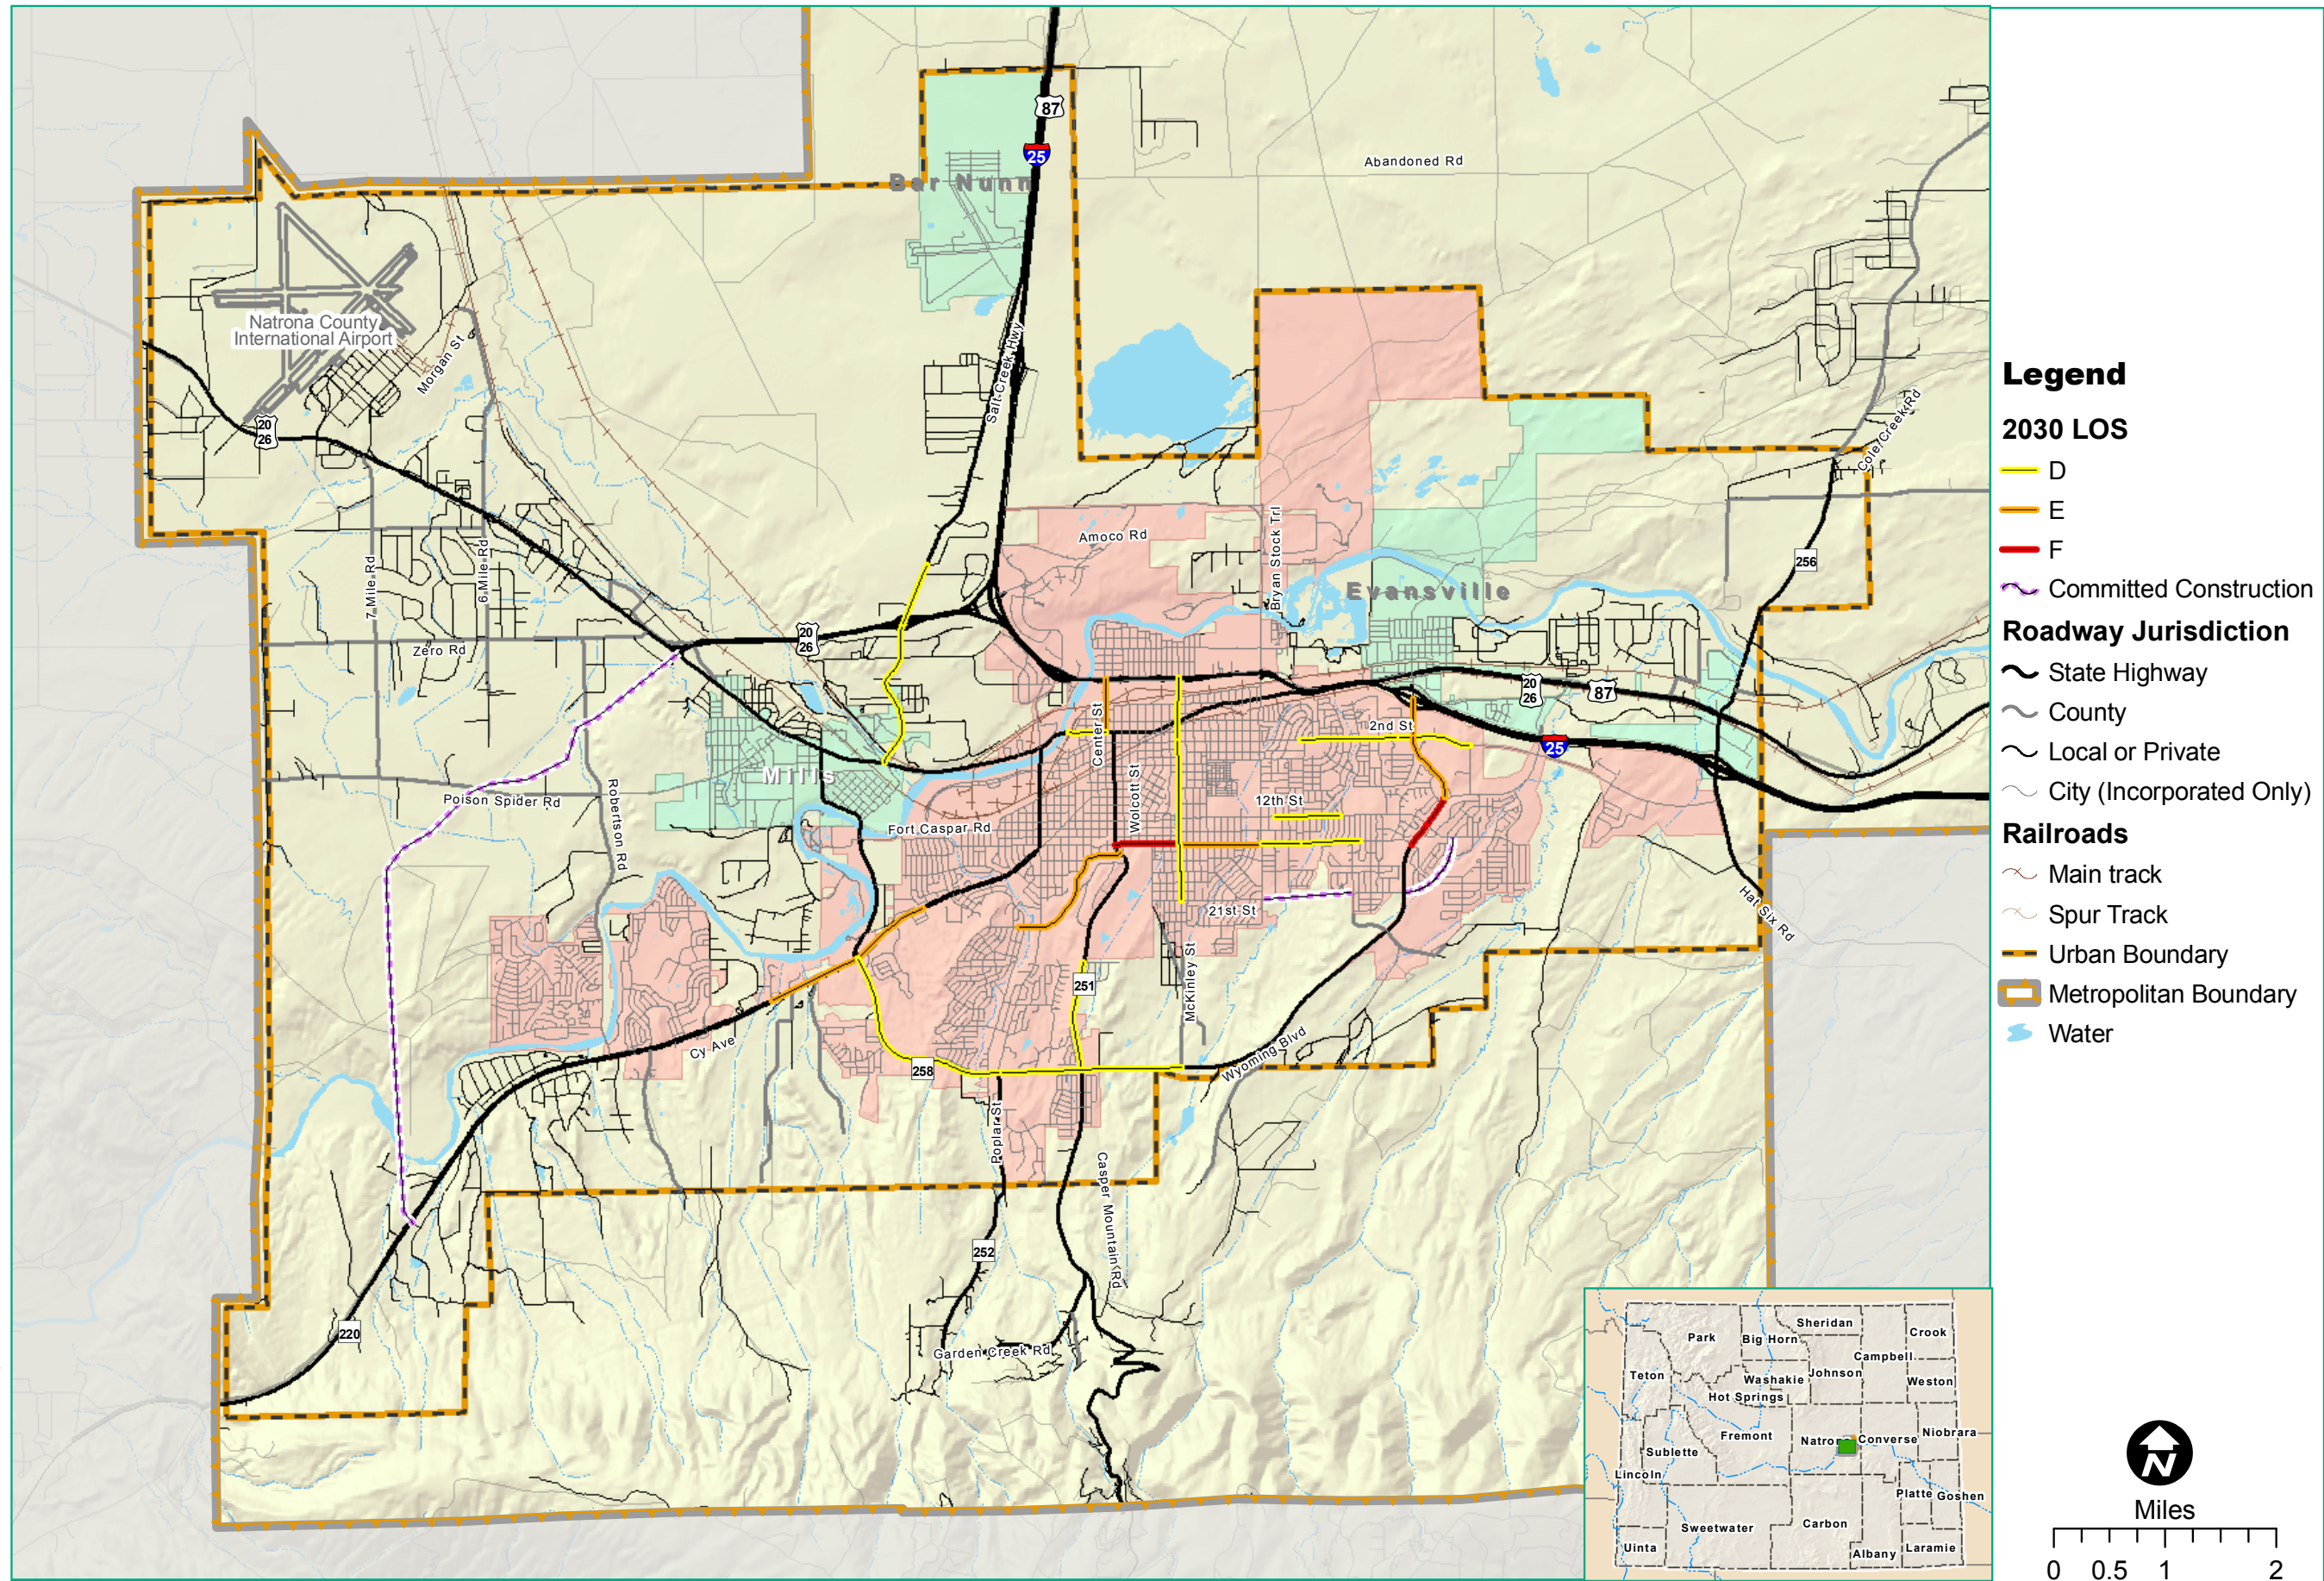 87
25
Abandoned Rd
Bar Nunn
Natrona County
International Airport
Morgan St
Salt Creek Hwy
20
26
Cole Creek Rd
Amoco Rd
Bryan Stock Trl
7 Mile Rd
6 Mile Rd
256
Evansville
20
26
Zero Rd
20
26
87
Center St
2nd St
25
Mills
Wolcott St
Poison Spider Rd
Robertson Rd
12th St
Fort Caspar Rd
21st St
Hat Six Rd
251
McKinley St
Cy Ave
258
Wyoming Blvd
Poplar St
Casper Mountain Rd
252
220
Garden Creek Rd
Legend
2030 LOS
D
E
F
Committed Construction
Roadway Jurisdiction
State Highway
County
Local or Private
City (Incorporated Only)
Railroads
Main track
Spur Track
Urban Boundary
Metropolitan Boundary
Water
Sheridan
Park
Big Horn
Crook
Campbell
Teton
Johnson
Washakie
Weston
Hot Springs
Fremont
Natrona
Converse
Niobrara
Sublette
Lincoln
Platte
Goshen
Sweetwater
Carbon
Uinta
Albany
Laramie
N
Miles
0 0.5 1 2